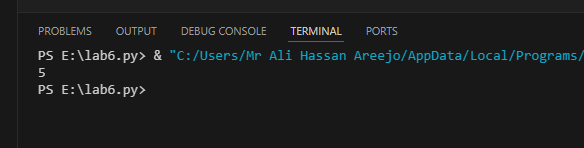 PROBLEMS OUTPUT DEBUG CONSOLE TERMINAL PORTS
PS E:\lab6.py> & "C:/Users/Mr Ali Hassan Areejo/AppData/Local/Programs/
5
PS E:\lab6.py>